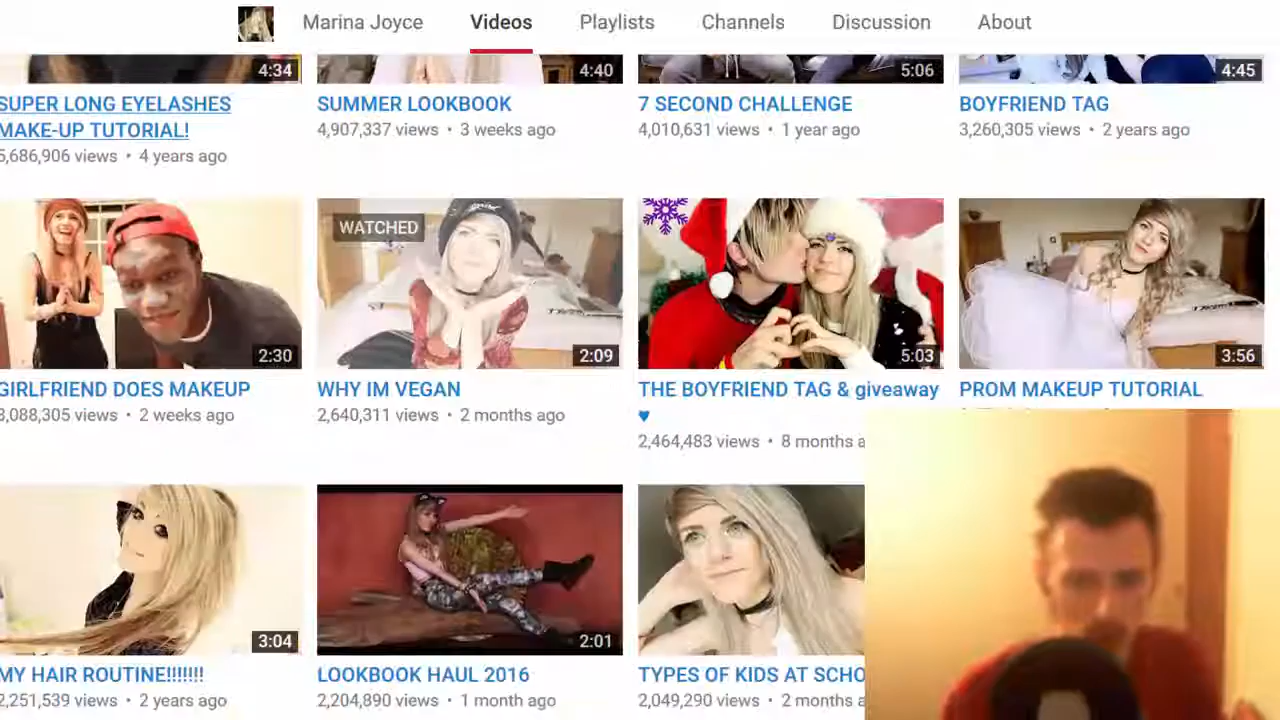 Marina Joyce Videos Playlists Channels Discussion About
4:34 4:40 5:06 4:45
SUPER LONG EYELASHES SUMMER LOOKBOOK 7 SECOND CHALLENGE BOYFRIEND TAG
MAKE-UP TUTORIAL! 4,907,337 views • 3 weeks ago 4,010,631 views • 1 year ago 3,260,305 views • 2 years ago
5,686,906 views • 4 years ago
WATCHED
2:30 2:09 5:03 3:56
GIRLFRIEND DOES MAKEUP WHY IM VEGAN THE BOYFRIEND TAG & giveaway PROM MAKEUP TUTORIAL
3,088,305 views • 2 weeks ago 2,640,311 views • 2 months ago ♥
2,464,483 views • 8 months a
3:04 2:01
MY HAIR ROUTINE!!!!!!! LOOKBOOK HAUL 2016 TYPES OF KIDS AT SCHO
2,251,539 views • 2 years ago 2,204,890 views • 1 month ago 2,049,290 views • 2 months a